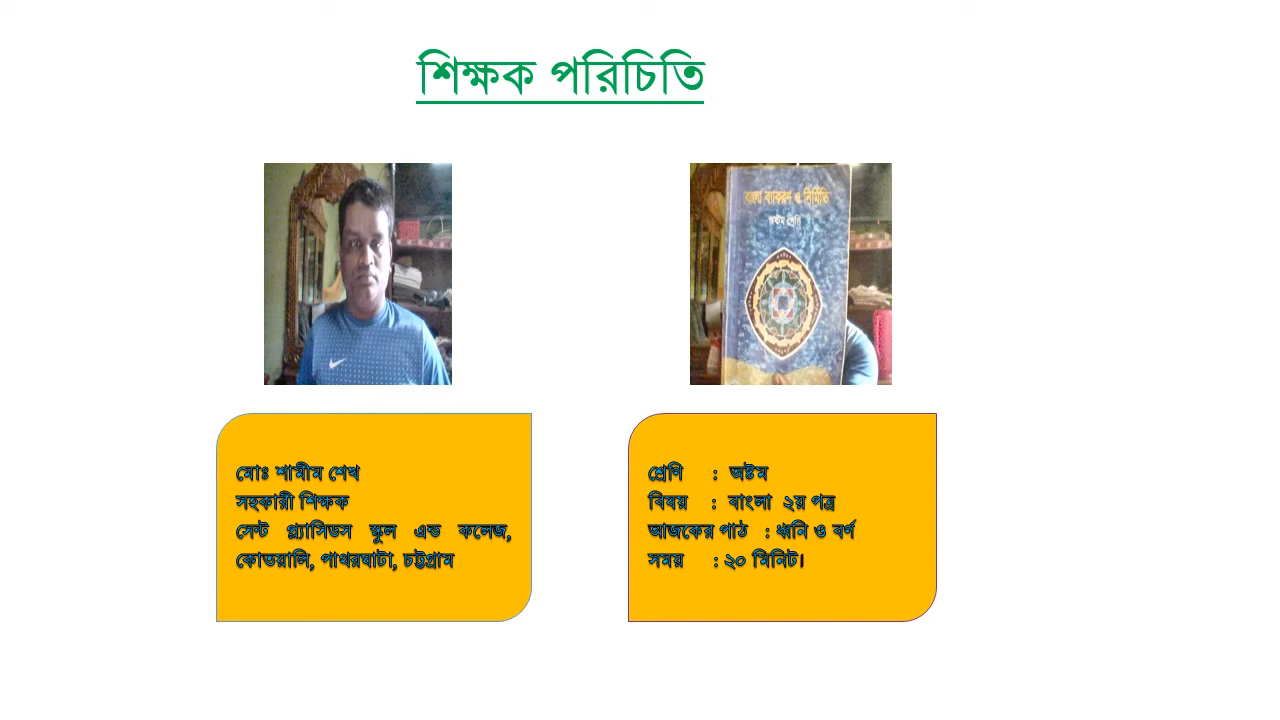 শিক্ষক পরিচিতি
বাংলা ব্যাকরণ ও নির্মিতি
অষ্টম শ্রেণি
মোঃ শামীম শেখ
সহকারী শিক্ষক
সেন্ট প্ল্যাসিডস স্কুল এন্ড কলেজ,
কোতয়ালি, পাথরঘাটা, চট্টগ্রাম
শ্রেণি : অষ্টম
বিষয় : বাংলা ২য় পত্র
আজকের পাঠ : ধ্বনি ও বর্ণ
সময় : ২০ মিনিট।